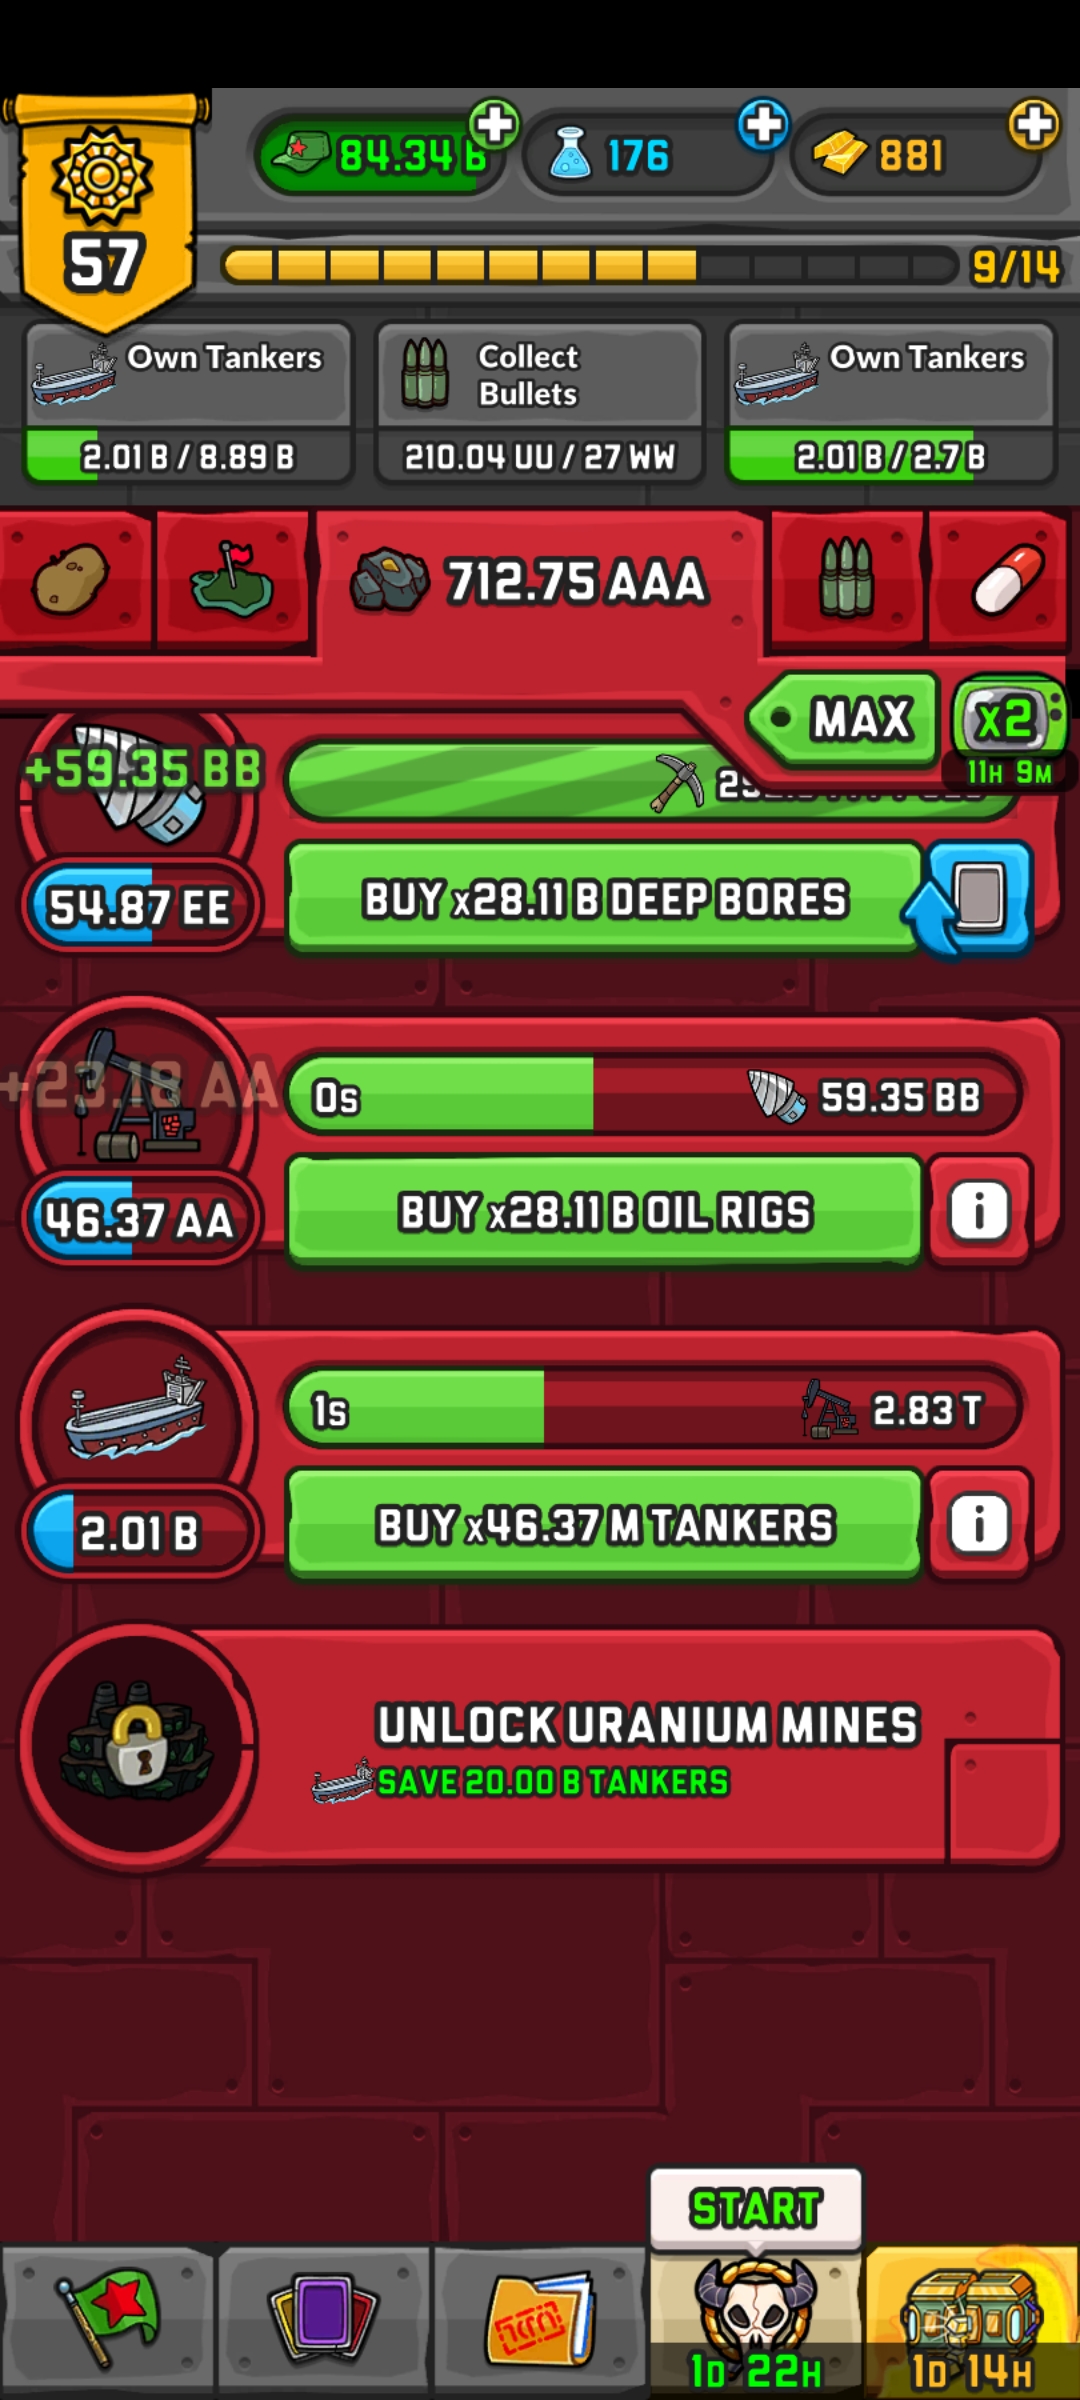 84.34 B
176
881
57
9/14
Own Tankers
2.01 B / 8.89 B
Collect
Bullets
210.04 UU / 27 WW
Own Tankers
2.01 B / 2.7 B
712.75 AAA
MAX
x2
11H 9M
+59.35 BB
54.87 EE
BUY x28.11 B DEEP BORES
+23.18 AA
0s
59.35 BB
46.37 AA
BUY x28.11 B OIL RIGS
i
1s
2.83 T
2.01 B
BUY x46.37 M TANKERS
i
UNLOCK URANIUM MINES
SAVE 20.00 B TANKERS
START
1D 22H
1D 14H